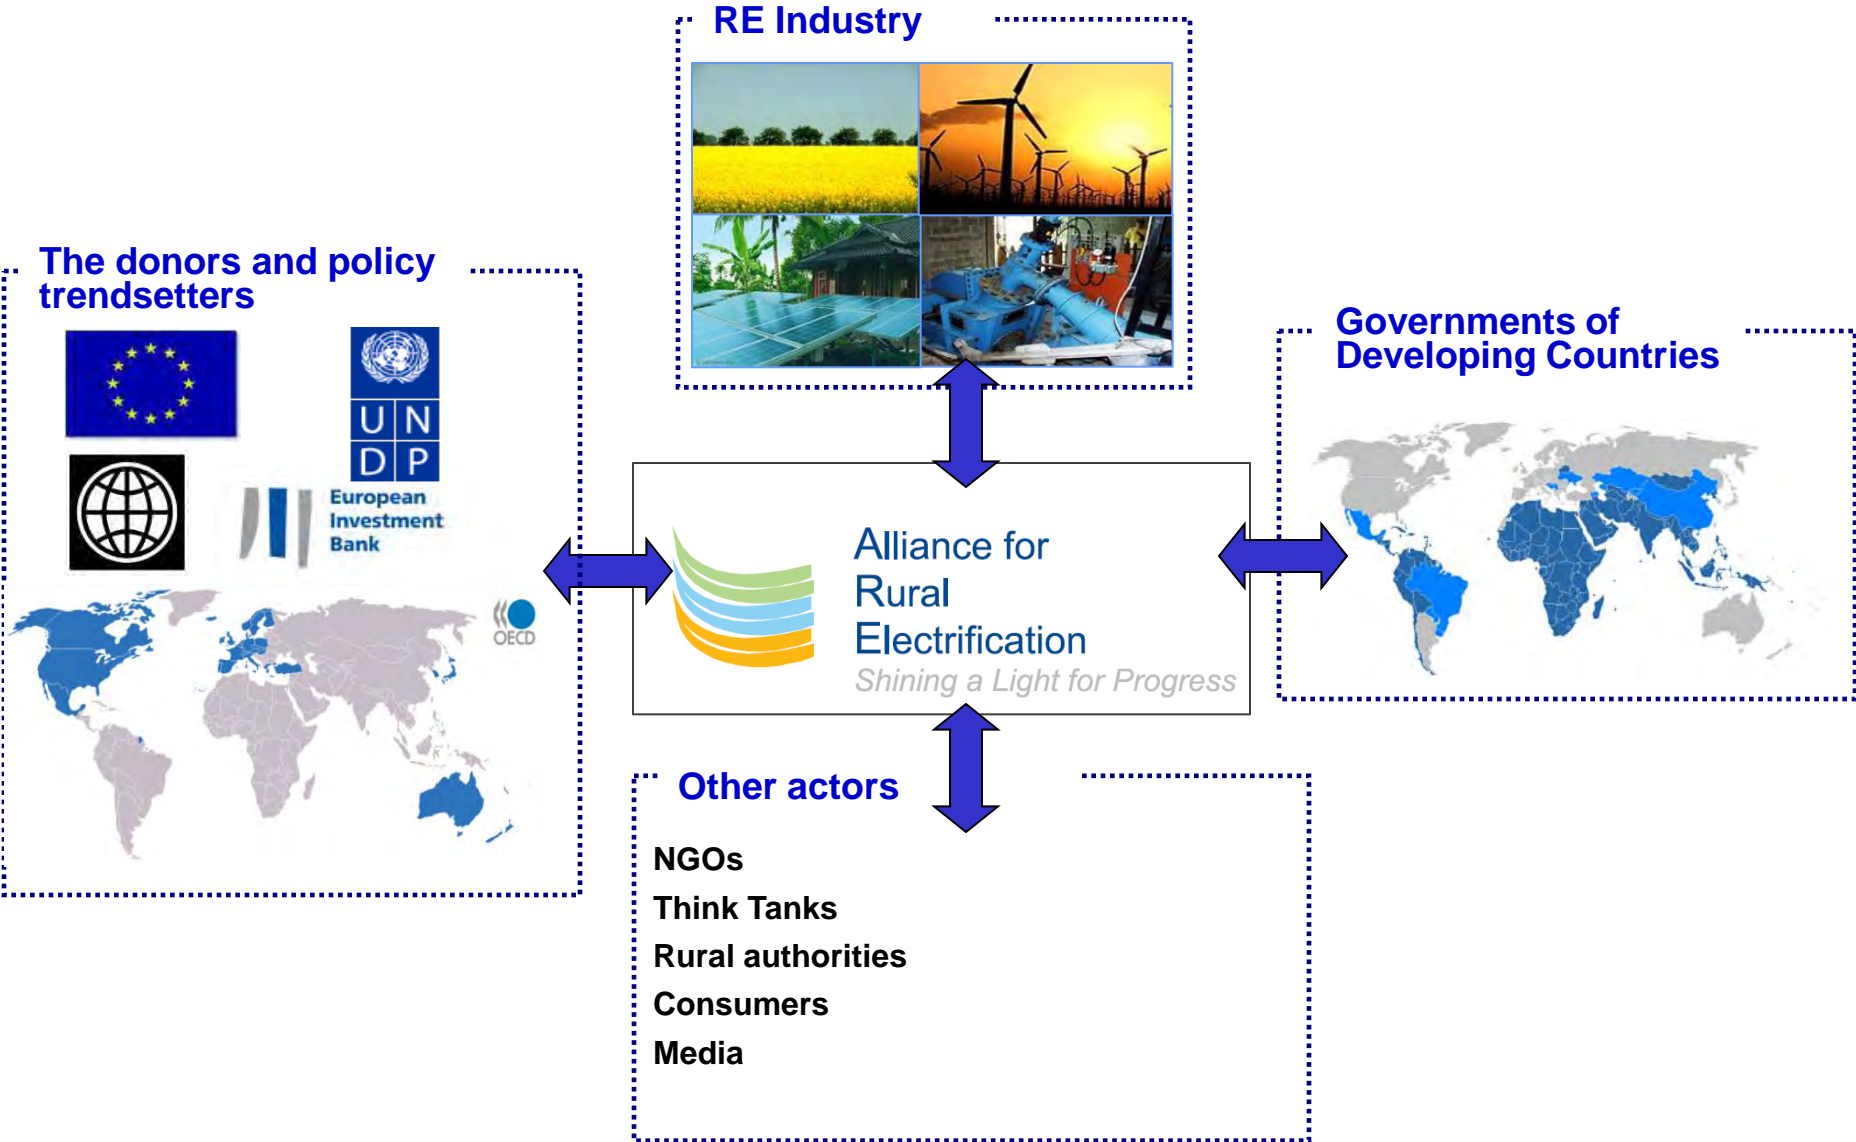 RE Industry
The donors and policy
trendsetters
U N
D P
European
Investment
Bank
OECD
Governments of
Developing Countries
Alliance for
Rural
Electrification
Shining a Light for Progress
Other actors
NGOs
Think Tanks
Rural authorities
Consumers
Media